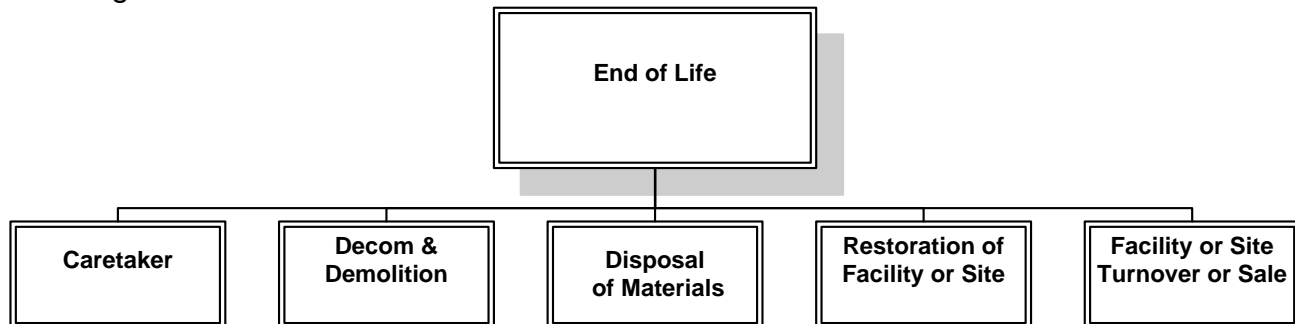 End of Life
Caretaker
Decom &
Demolition
Disposal
of Materials
Restoration of
Facility or Site
Facility or Site
Turnover or Sale